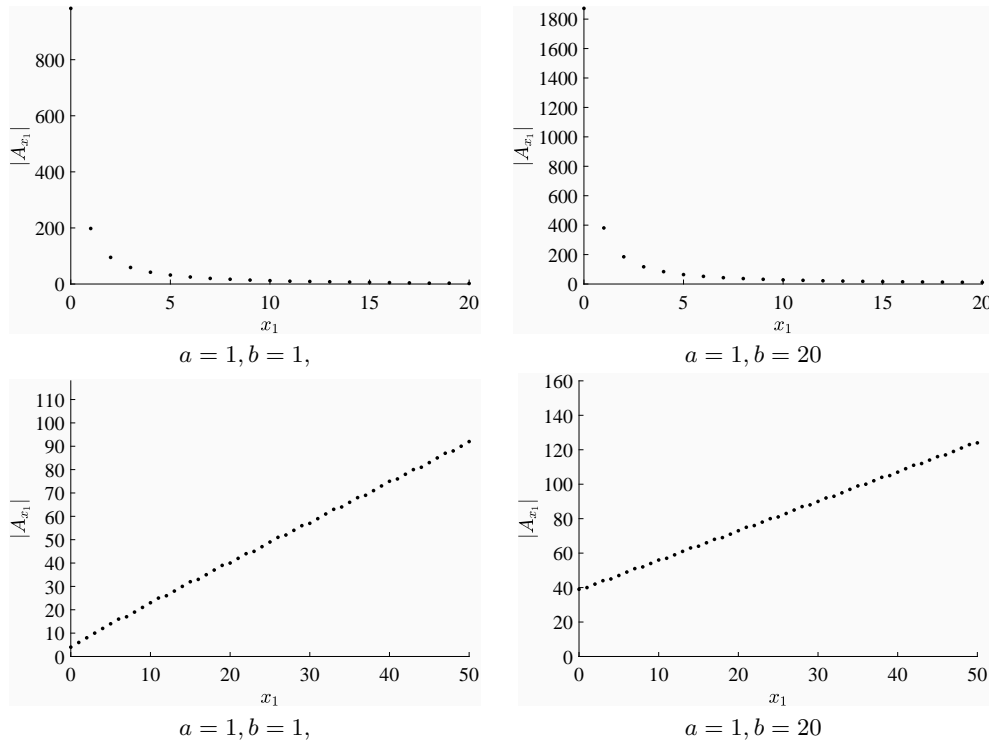 800
600
400
200
0
|A_{x_1}|
0 5 10 15 20
x_1
a = 1, b = 1,
1800
1600
1400
1200
1000
800
600
400
200
0
|A_{x_1}|
0 5 10 15 20
x_1
a = 1, b = 20
110
100
90
80
70
60
50
40
30
20
10
0
|A_{x_1}|
0 10 20 30 40 50
x_1
a = 1, b = 1,
160
140
120
100
80
60
40
20
0
|A_{x_1}|
0 10 20 30 40 50
x_1
a = 1, b = 20